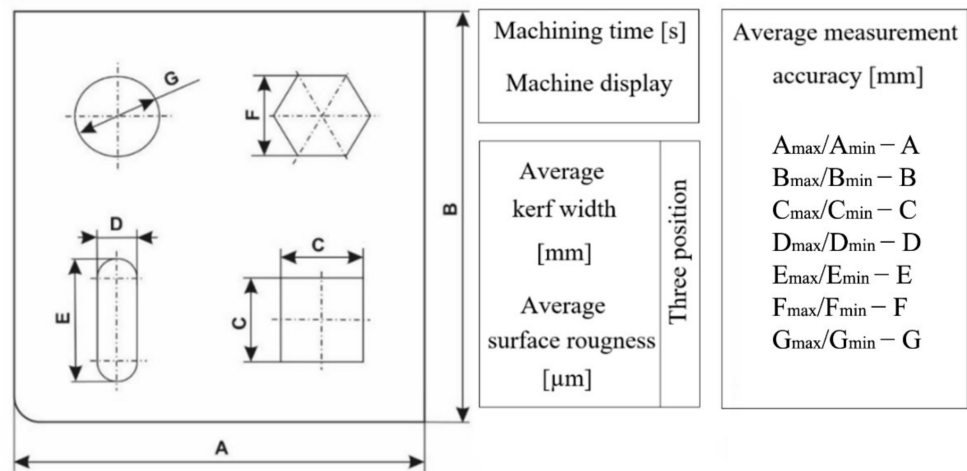 G
F
B
D
E
C
C
A
Machining time [s]
Machine display
Average
kerf width
[mm]
Average
surface rougness
[µm]
Three position
Average measurement
accuracy [mm]
Amax/Amin – A
Bmax/Bmin – B
Cmax/Cmin – C
Dmax/Dmin – D
Emax/Emin – E
Fmax/Fmin – F
Gmax/Gmin – G